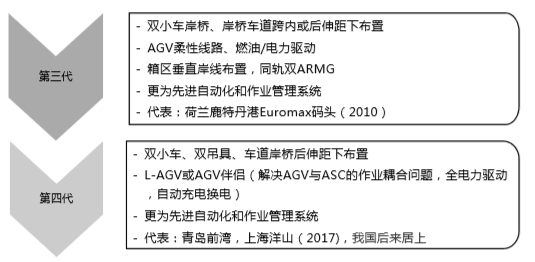 第三代
- 双小车岸桥、岸桥车道跨内或后伸距下布置
- AGV柔性线路、燃油/电力驱动
- 箱区垂直岸线布置，同轨双ARMG
- 更为先进自动化和作业管理系统
- 代表：荷兰鹿特丹港Euromax码头（2010）
第四代
- 双小车、双吊具、车道岸桥后伸距下布置
- L-AGV或AGV伴侣（解决AGV与ASC的作业耦合问题，全电力驱动
，自动充电换电）
- 更为先进自动化和作业管理系统
- 代表：青岛前湾，上海洋山（2017），我国后来居上